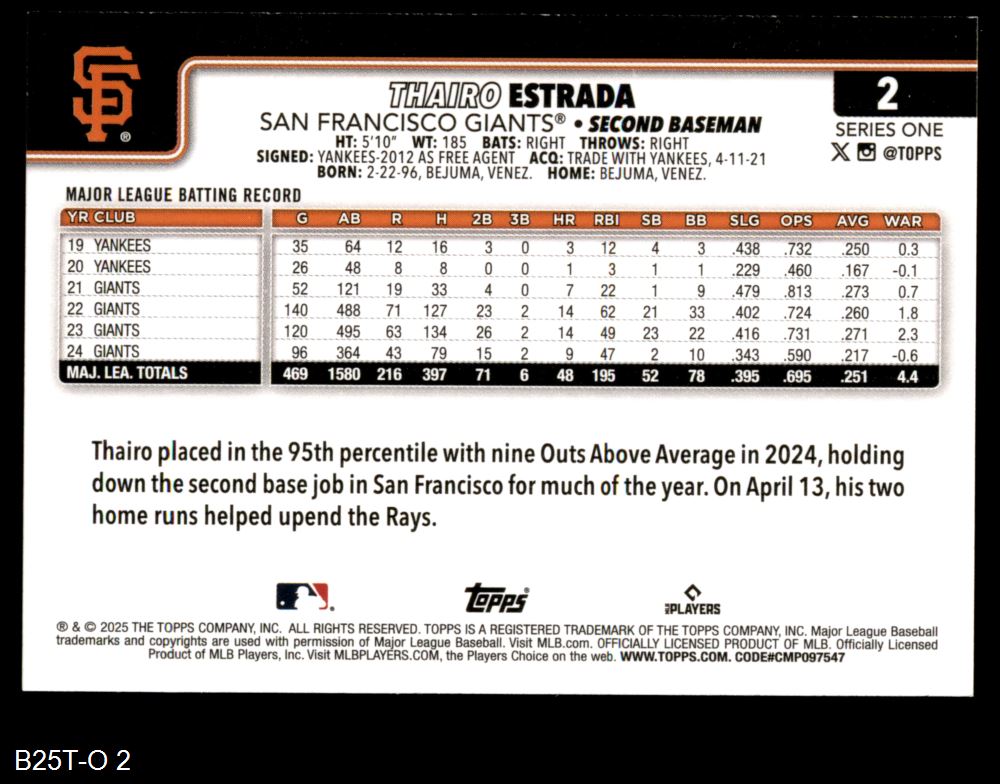 SF®
THAIRO ESTRADA
2
SAN FRANCISCO GIANTS® • SECOND BASEMAN
SERIES ONE
HT: 5'10" WT: 185 BATS: RIGHT THROWS: RIGHT
@TOPPS
SIGNED: YANKEES-2012 AS FREE AGENT ACQ: TRADE WITH YANKEES, 4-11-21
BORN: 2-22-96, BEJUMA, VENEZ. HOME: BEJUMA, VENEZ.
MAJOR LEAGUE BATTING RECORD
YR CLUB G AB R H 2B 3B HR RBI SB BB SLG OPS AVG WAR
19 YANKEES 35 64 12 16 3 0 3 12 4 3 .438 .732 .250 0.3
20 YANKEES 26 48 8 8 0 0 1 3 1 1 .229 .460 .167 -0.1
21 GIANTS 52 121 19 33 4 0 7 22 1 9 .479 .813 .273 0.7
22 GIANTS 140 488 71 127 23 2 14 62 21 33 .402 .724 .260 1.8
23 GIANTS 120 495 63 134 26 2 14 49 23 22 .416 .731 .271 2.3
24 GIANTS 96 364 43 79 15 2 9 47 2 10 .343 .590 .217 -0.6
MAJ. LEA. TOTALS 469 1580 216 397 71 6 48 195 52 78 .395 .695 .251 4.4
Thairo placed in the 95th percentile with nine Outs Above Average in 2024, holding
down the second base job in San Francisco for much of the year. On April 13, his two
home runs helped upend the Rays.
Topps®
MLB PLAYERS
® & © 2025 THE TOPPS COMPANY, INC. ALL RIGHTS RESERVED. TOPPS IS A REGISTERED TRADEMARK OF THE TOPPS COMPANY, INC. Major League Baseball
trademarks and copyrights are used with permission of Major League Baseball. Visit MLB.com. OFFICIALLY LICENSED PRODUCT OF MLB. Officially Licensed
Product of MLB Players, Inc. Visit MLBPLAYERS.COM, the Players Choice on the web. WWW.TOPPS.COM. CODE#CMP097547
B25T-O 2